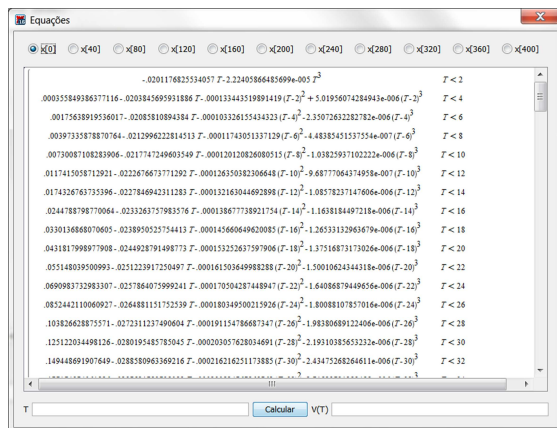 Equações
x[0] x[40] x[80] x[120] x[160] x[200] x[240] x[280] x[320] x[360] x[400]
-.0201176825534057 T-2.22405866485699e-005 T^3 T < 2
.000355849386377116-.0203845695931886 T-.000133443519891419 (T-2)^2 + 5.01956074284943e-006 (T-2)^3 T < 4
.00175638919536017-.02085810894384 T-.000103326155434323 (T-4)^2-2.35072632282782e-006 (T-4)^3 T < 6
.00397335878870764-.0212996222814513 T-.00011743051337129 (T-6)^2-4.48385451537554e-007 (T-6)^3 T < 8
.00730087108283906-.0217747249603549 T-.000120120826080515 (T-8)^2-1.03825937102222e-006 (T-8)^3 T < 10
.0117415058712921-.0222676673771292 T-.000126350382306648 (T-10)^2-9.68777064374958e-007 (T-10)^3 T < 12
.0174326763735396-.0227846942311283 T-.000132163044692898 (T-12)^2-1.08578237147606e-006 (T-12)^3 T < 14
.0244788798770064-.0233263757983576 T-.000138677738921754 (T-14)^2-1.1638184497218e-006 (T-14)^3 T < 16
.0330136868070605-.0238950525754413 T-.000145660649620085 (T-16)^2-1.26533132963679e-006 (T-16)^3 T < 18
.0431817998977908-.0244928791498773 T-.000153252637597906 (T-18)^2-1.37516873173026e-006 (T-18)^3 T < 20
.055148039500993-.0251223917250497 T-.000161503649988288 (T-20)^2-1.50010624344318e-006 (T-20)^3 T < 22
.0690983732983307-.0257864075999241 T-.000170504287448947 (T-22)^2-1.64086879449656e-006 (T-22)^3 T < 24
.0852442110060927-.0264881151752539 T-.000180349500215926 (T-24)^2-1.80088107857016e-006 (T-24)^3 T < 26
.103826628875571-.0272311237490604 T-.000191154786687347 (T-26)^2-1.98380689122406e-006 (T-26)^3 T < 28
.125122034498126-.0280195485785045 T-.000203057628034691 (T-28)^2-2.19310385653232e-006 (T-28)^3 T < 30
.149448691907649-.0288580963369216 T-.000216216251173885 (T-30)^2-2.43475268264611e-006 (T-30)^3 T < 32
T Calcular V(T)